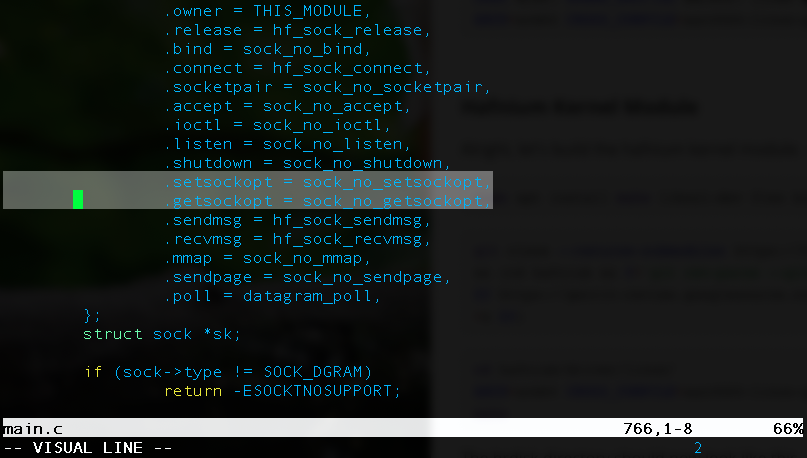 .owner = THIS_MODULE,
.release = hf_sock_release,
.bind = sock_no_bind,
.connect = hf_sock_connect,
.socketpair = sock_no_socketpair,
.accept = sock_no_accept,
.ioctl = sock_no_ioctl,
.listen = sock_no_listen,
.shutdown = sock_no_shutdown,
.setsockopt = sock_no_setsockopt,
.getsockopt = sock_no_getsockopt,
.sendmsg = hf_sock_sendmsg,
.recvmsg = hf_sock_recvmsg,
.mmap = sock_no_mmap,
.sendpage = sock_no_sendpage,
.poll = datagram_poll,
};
struct sock *sk;
if (sock->type != SOCK_DGRAM)
return -ESOCKTNOSUPPORT;
main.c 766,1-8 66%
-- VISUAL LINE -- 2